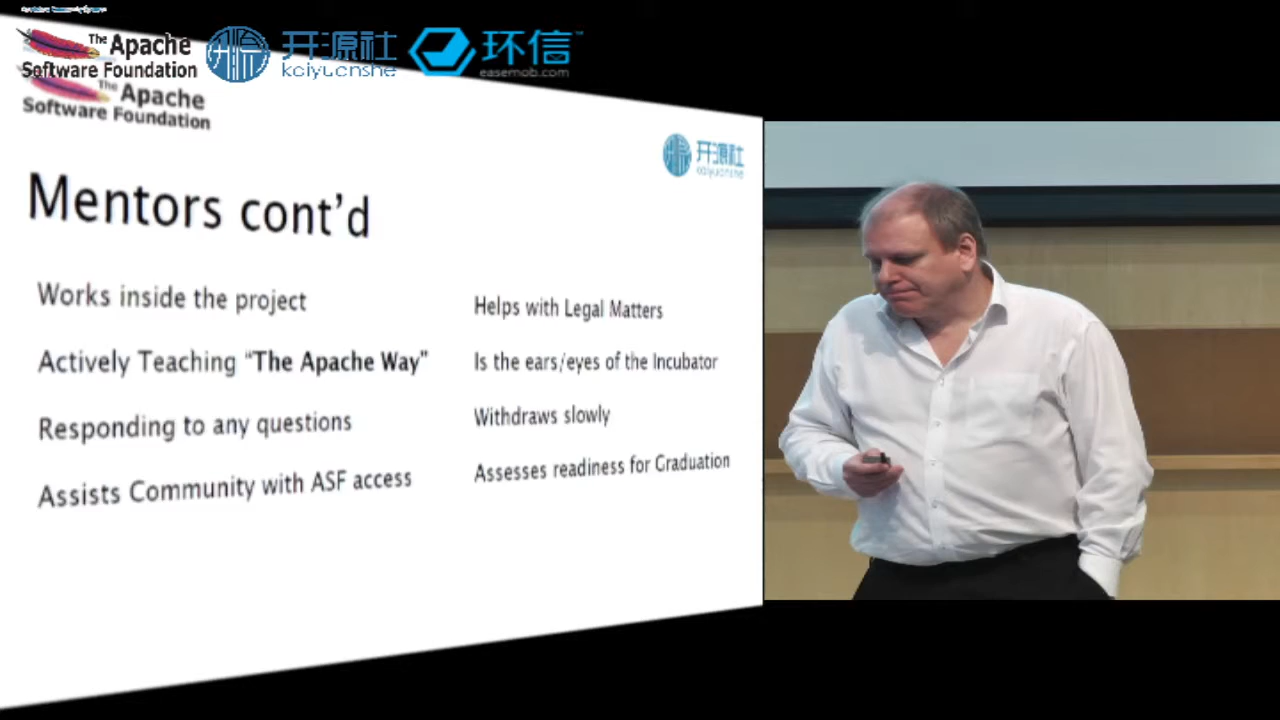 The Apache
Software Foundation
开源社
kaiyuanshe
环信™
easemob.com
The Apache
Software Foundation
开源社
kaiyuanshe
Mentors cont’d
Works inside the project
Actively Teaching “The Apache Way”
Responding to any questions
Assists Community with ASF access
Helps with Legal Matters
Is the ears/eyes of the Incubator
Withdraws slowly
Assesses readiness for Graduation